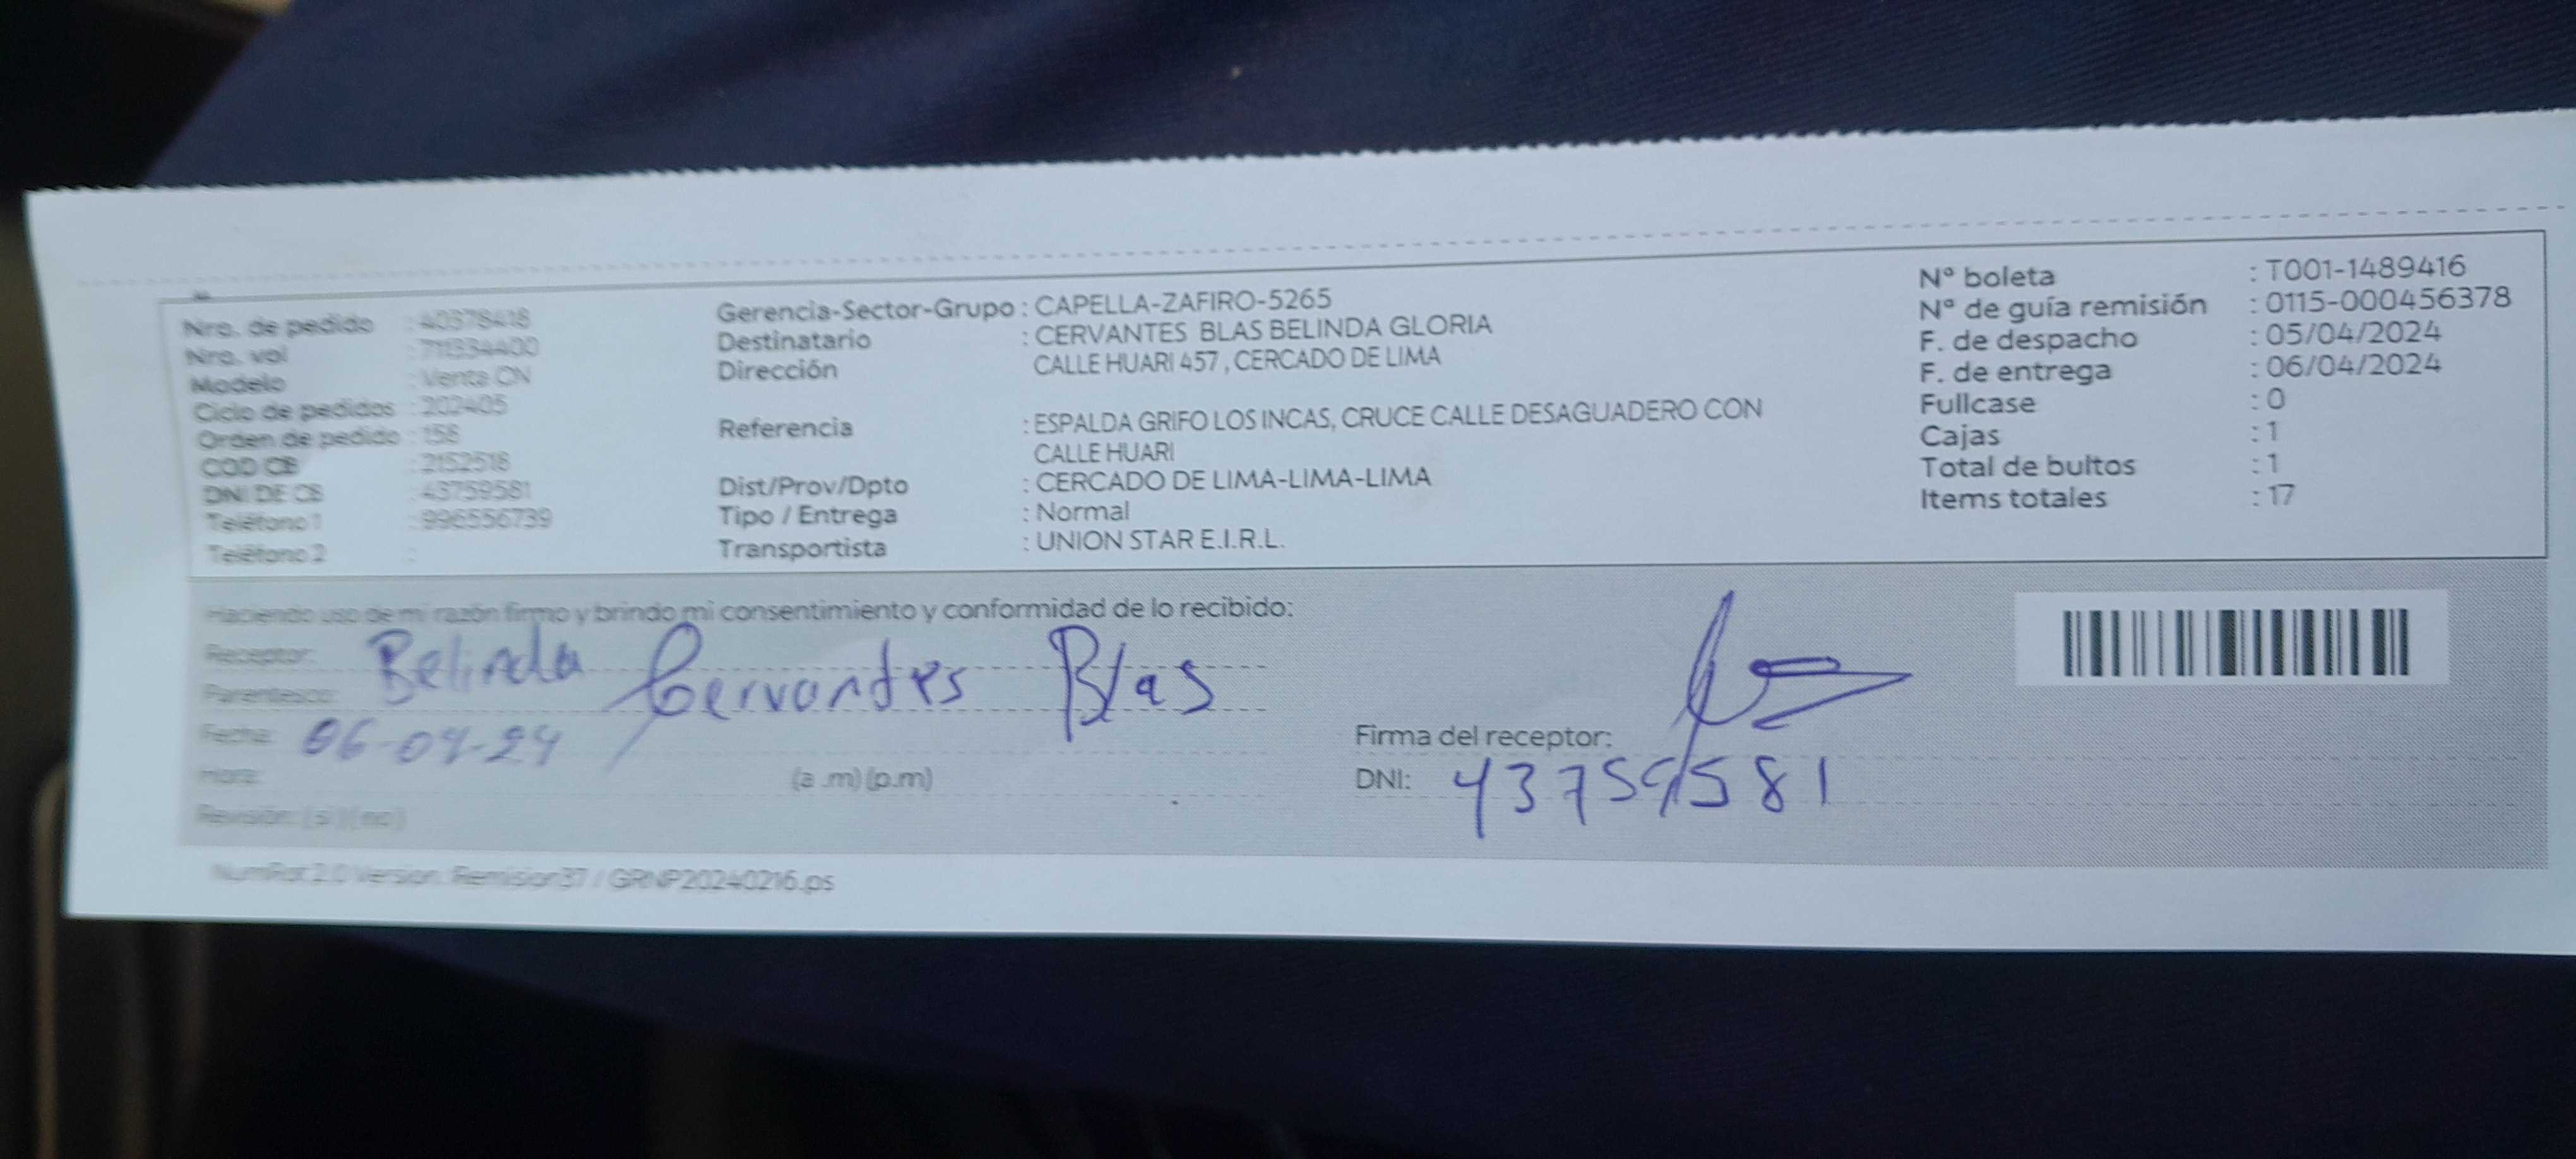 Nro. de pedido : 40378418
Nro. vol : 711334400
Modelo : Venta CN
Ciclo de pedidos : 202405
Orden de pedido : 158
COD CB : 2152518
DNI DE CB : 43759581
Teléfono 1 : 996556739
Teléfono 2 :
Gerencia-Sector-Grupo : CAPELLA-ZAFIRO-5265
Destinatario : CERVANTES BLAS BELINDA GLORIA
Dirección CALLE HUARI 457 , CERCADO DE LIMA
Referencia : ESPALDA GRIFO LOS INCAS, CRUCE CALLE DESAGUADERO CON
CALLE HUARI
Dist/Prov/Dpto : CERCADO DE LIMA-LIMA-LIMA
Tipo / Entrega : Normal
Transportista : UNION STAR E.I.R.L.
Nº boleta : T001-1489416
Nº de guía remisión : 0115-000456378
F. de despacho : 05/04/2024
F. de entrega : 06/04/2024
Fullcase : 0
Cajas : 1
Total de bultos : 1
Items totales : 17
Haciendo uso de mi razón firmo y brindo mi consentimiento y conformidad de lo recibido:
Receptor: Belinda Cervantes Blas
Parentesco:
Fecha: 06-04-24
Hora: (a .m) (p.m)
Revisión: ( si ) ( no )
Firma del receptor:
DNI: 43759581
NumRot 2.0 Version: Remision37 / GRNP20240216.ps